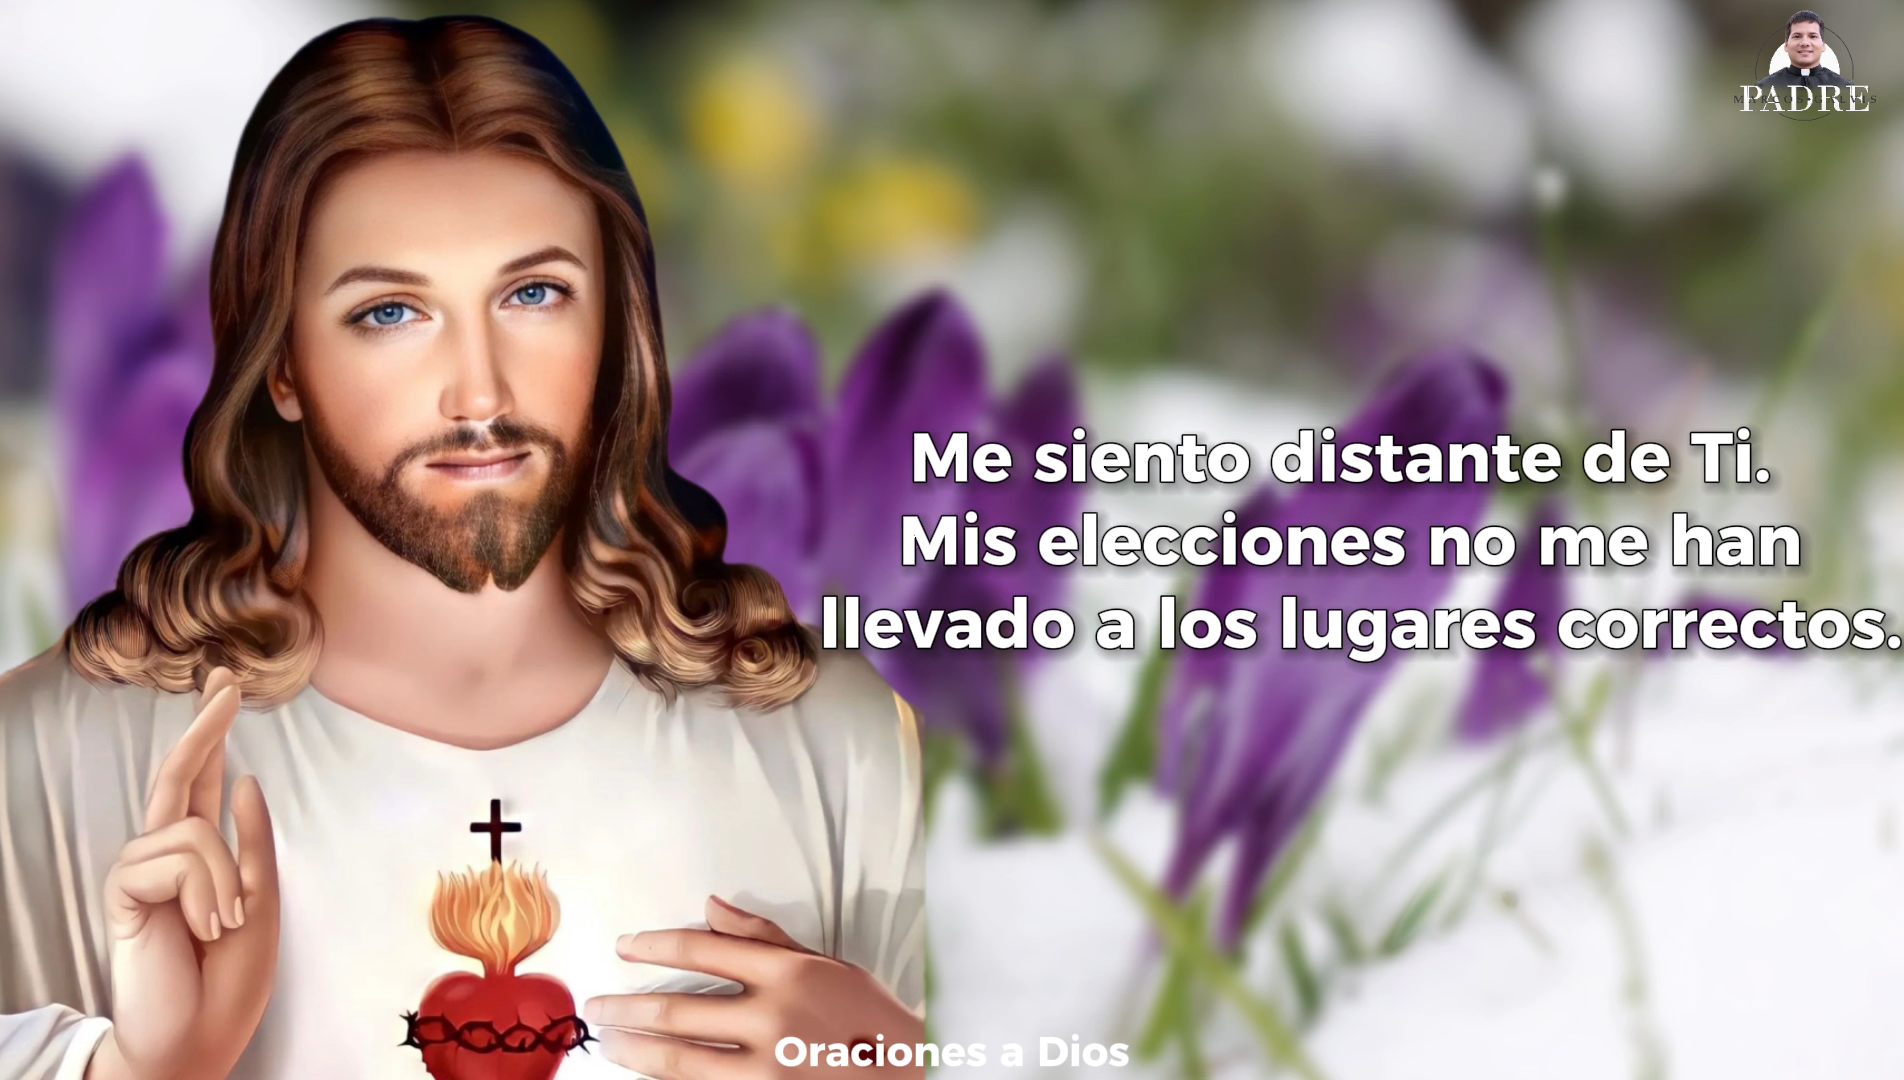 PADRE
Me siento distante de Ti.
Mis elecciones no me han
llevado a los lugares correctos.
Oraciones a Dios